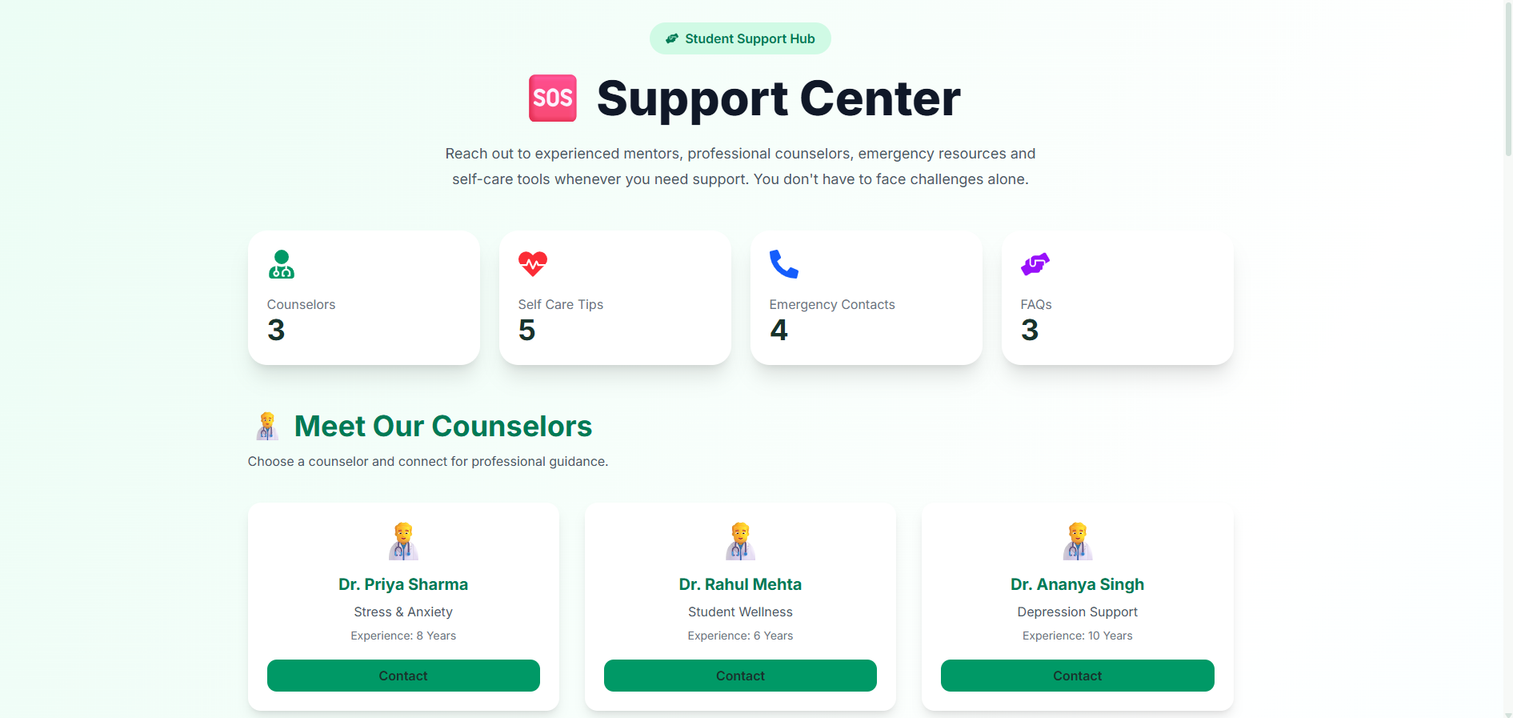 Student Support Hub
SOS Support Center
Reach out to experienced mentors, professional counselors, emergency resources and
self-care tools whenever you need support. You don't have to face challenges alone.
Counselors
3
Self Care Tips
5
Emergency Contacts
4
FAQs
3
Meet Our Counselors
Choose a counselor and connect for professional guidance.
Dr. Priya Sharma
Stress & Anxiety
Experience: 8 Years
Contact
Dr. Rahul Mehta
Student Wellness
Experience: 6 Years
Contact
Dr. Ananya Singh
Depression Support
Experience: 10 Years
Contact